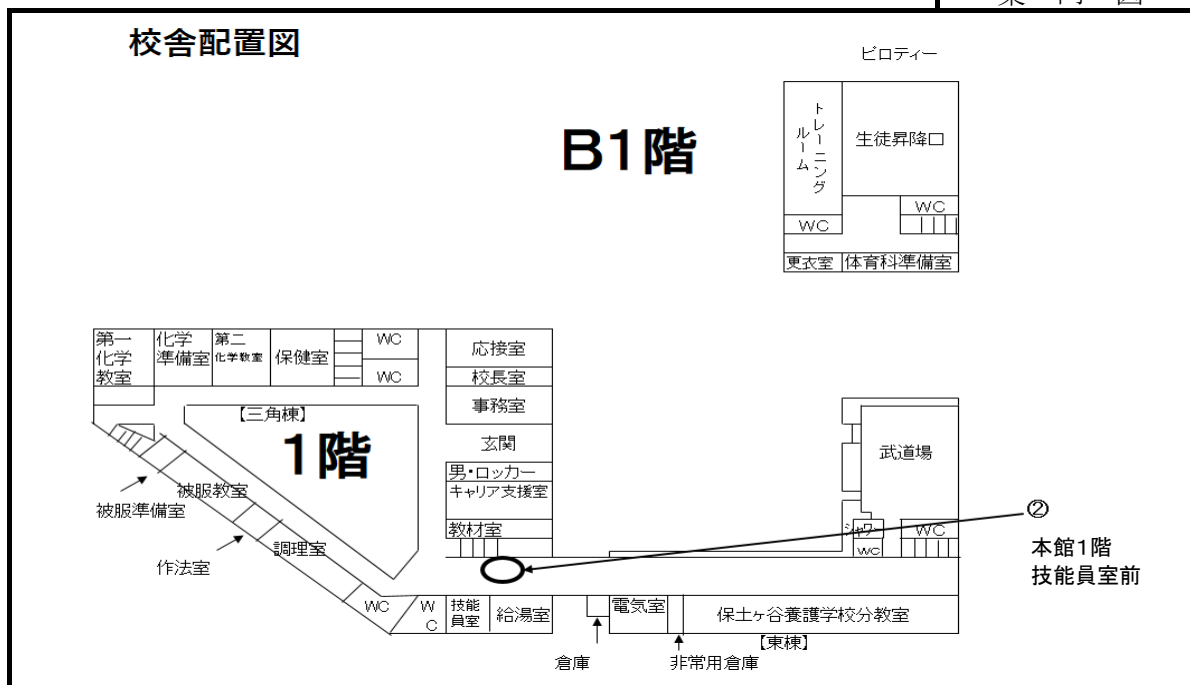 校舎配置図
ピロティー
B1階
トレーニング
ルーム
生徒昇降口
WC
WC
更衣室
体育科準備室
第一
化学
教室
化学
準備室
第二
化学教室
保健室
WC
WC
応接室
校長室
事務室
玄関
男・ロッカー
キャリア支援室
教材室
【三角棟】
1階
被服教室
被服準備室
調理室
作法室
WC
W
C
技能
員室
給湯室
電気室
保土ヶ谷養護学校分教室
【東棟】
倉庫
非常用倉庫
武道場
シャワー
WC
WC
②
本館1階
技能員室前